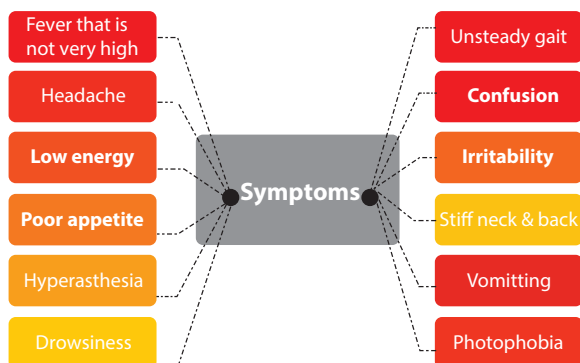 Fever that is
not very high
Headache
Low energy
Poor appetite
Hyperasthesia
Drowsiness
Symptoms
Unsteady gait
Confusion
Irritability
Stiff neck & back
Vomitting
Photophobia